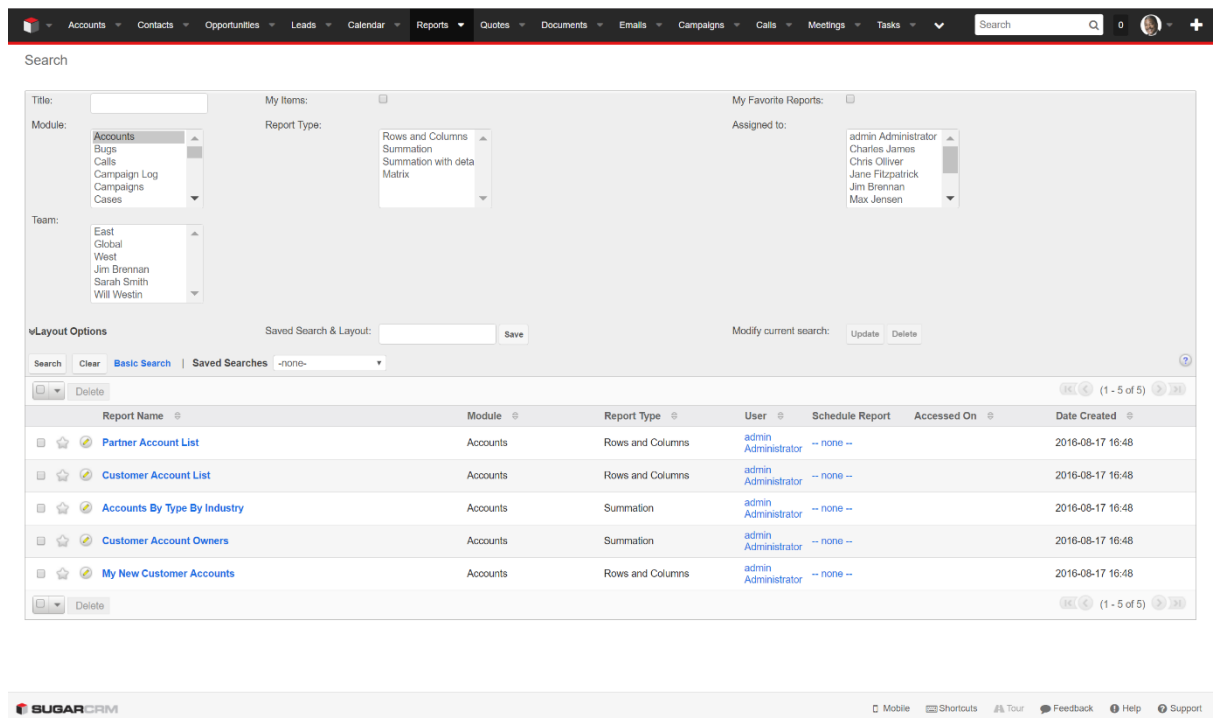 Accounts Contacts Opportunities Leads Calendar Reports Quotes Documents Emails Campaigns Calls Meetings Tasks Search 0
Search
Title: My Items: My Favorite Reports:
Module: Report Type: Assigned to:
Accounts Rows and Columns admin Administrator
Bugs Summation Charles James
Calls Summation with deta Chris Olliver
Campaign Log Matrix Jane Fitzpatrick
Campaigns Jim Brennan
Cases Max Jensen
Team:
East
Global
West
Jim Brennan
Sarah Smith
Will Westin
Layout Options Saved Search & Layout: Save Modify current search: Update Delete
Search Clear Basic Search | Saved Searches -none- ?
Delete (1 - 5 of 5)
Report Name Module Report Type User Schedule Report Accessed On Date Created
Partner Account List Accounts Rows and Columns admin Administrator -- none -- 2016-08-17 16:48
Customer Account List Accounts Rows and Columns admin Administrator -- none -- 2016-08-17 16:48
Accounts By Type By Industry Accounts Summation admin Administrator -- none -- 2016-08-17 16:48
Customer Account Owners Accounts Summation admin Administrator -- none -- 2016-08-17 16:48
My New Customer Accounts Accounts Rows and Columns admin Administrator -- none -- 2016-08-17 16:48
Delete (1 - 5 of 5)
SUGARCRM Mobile Shortcuts Tour Feedback Help Support